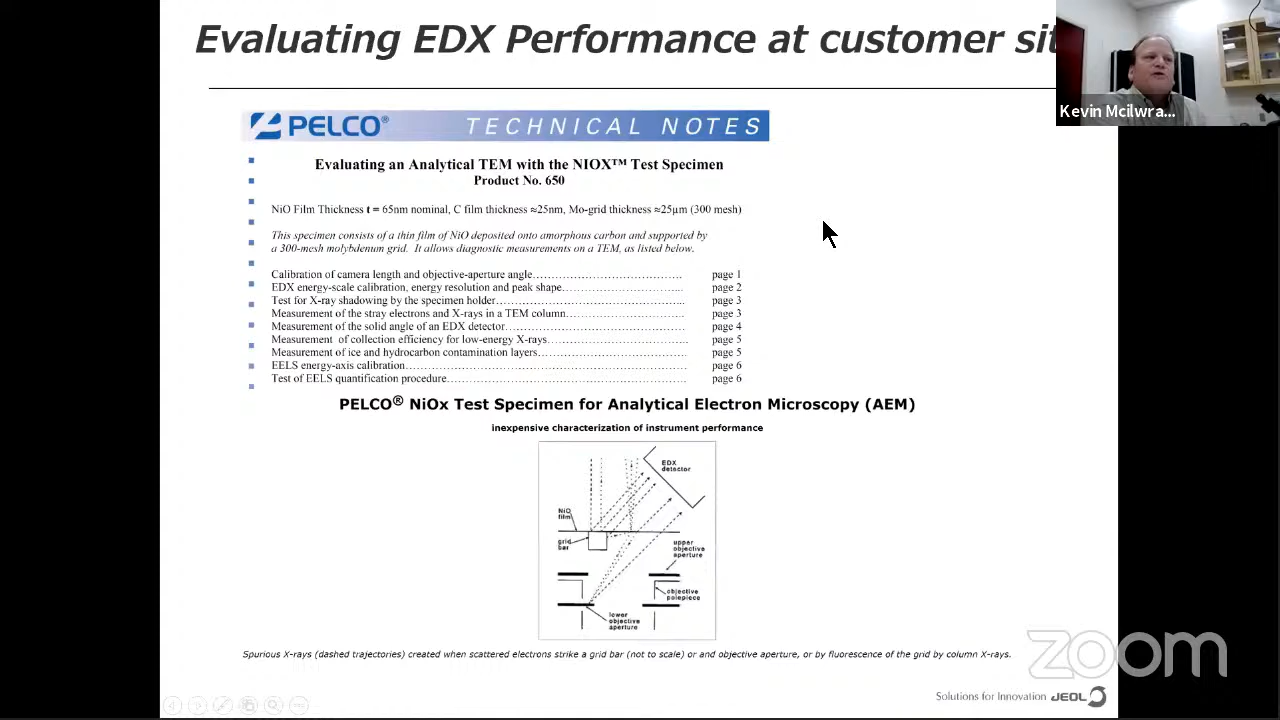 Evaluating EDX Performance at customer sit
Kevin Mcilwra...
PELCO® TECHNICAL NOTES
Evaluating an Analytical TEM with the NIOX™ Test Specimen
Product No. 650
NiO Film Thickness t = 65nm nominal, C film thickness ≈25nm, Mo-grid thickness ≈25μm (300 mesh)
This specimen consists of a thin film of NiO deposited onto amorphous carbon and supported by
a 300-mesh molybdenum grid. It allows diagnostic measurements on a TEM, as listed below.
Calibration of camera length and objective-aperture angle…………………………………. page 1
EDX energy-scale calibration, energy resolution and peak shape…………………………... page 2
Test for X-ray shadowing by the specimen holder………………………………………….. page 3
Measurement of the stray electrons and X-rays in a TEM column…………………………. page 3
Measurement of the solid angle of an EDX detector………………………………………… page 4
Measurement of collection efficiency for low-energy X-rays………………………………. page 5
Measurement of ice and hydrocarbon contamination layers………………………………… page 5
EELS energy-axis calibration………………………………………………………………… page 6
Test of EELS quantification procedure……………………………………………………… page 6
PELCO® NiOx Test Specimen for Analytical Electron Microscopy (AEM)
inexpensive characterization of instrument performance
EDX
detector
NiO
film
grid
bar
upper
objective
aperture
objective
polepiece
lower
objective
aperture
Spurious X-rays (dashed trajectories) created when scattered electrons strike a grid bar (not to scale) or and objective aperture, or by fluorescence of the grid by column X-rays.
zoom
Solutions for Innovation JEOL